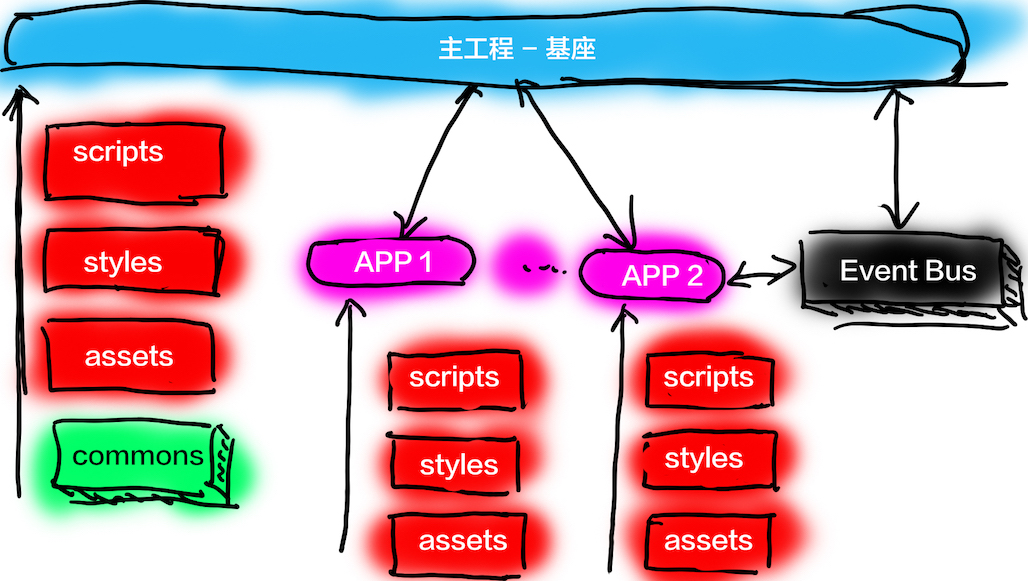 主工程 – 基座
scripts
styles
assets
commons
APP 1
APP 2
Event Bus
scripts
styles
assets
scripts
styles
assets